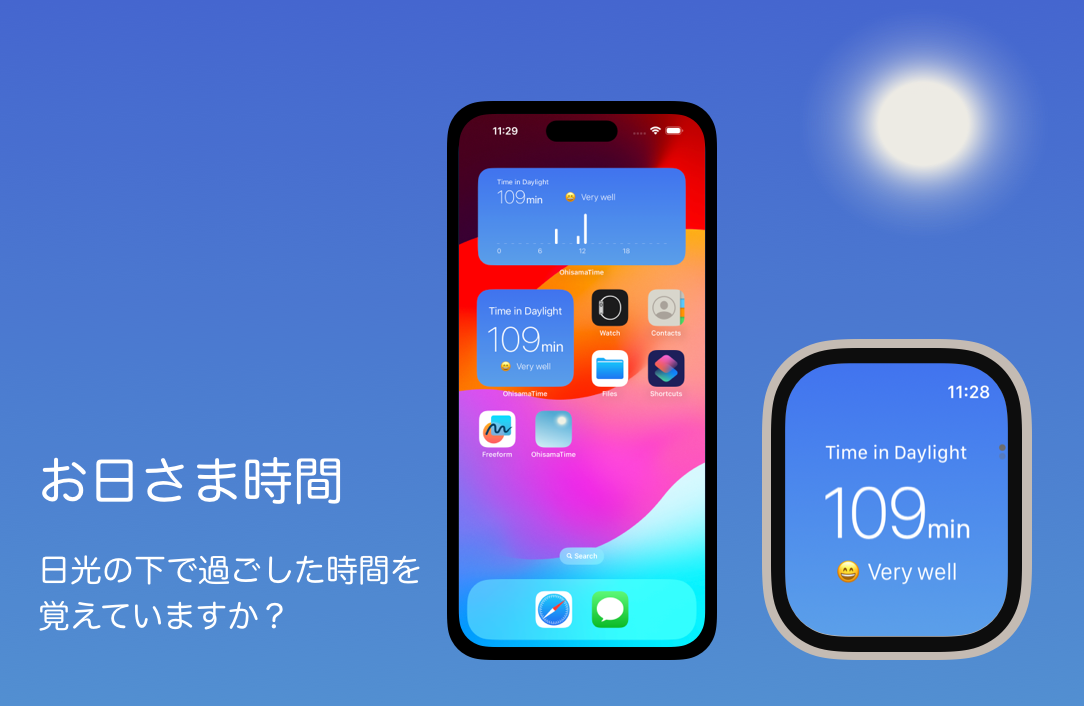 お日さま時間
日光の下で過ごした時間を
覚えていますか？
11:29
Time in Daylight
109min
😄 Very well
0 6 12 18
OhisamaTime
Time in Daylight
109min
😄 Very well
OhisamaTime
Watch
Contacts
Files
Shortcuts
Freeform
OhisamaTime
Search
11:28
Time in Daylight
109min
😄 Very well